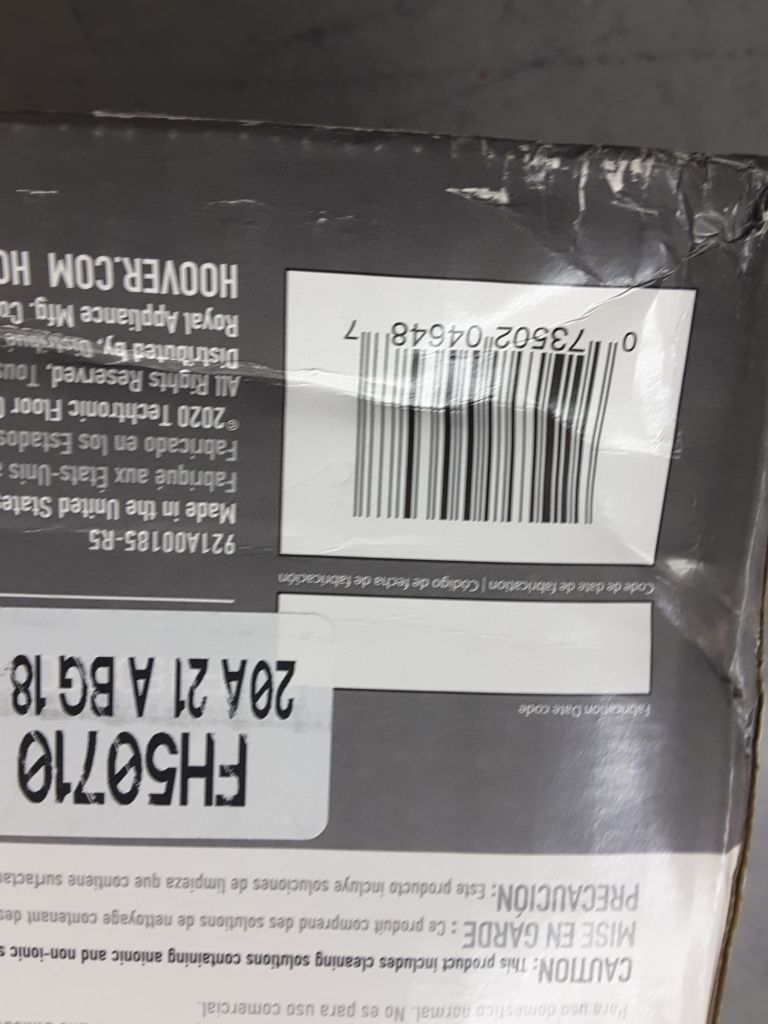 Para uso doméstico normal. No es para uso comercial.
CAUTION: This product includes cleaning solutions containing anionic and non-ionic s
MISE EN GARDE : Ce produit comprend des solutions de nettoyage contenant des
PRECAUCIÓN: Este producto incluye soluciones de limpieza que contiene surfactan
Fabrication Date code
Code de date de fabrication | Código de fecha de fabricación
0 73502 04648 7
FH50710
20A 21 A BG 18
921A00185-R5
Made in the United States
Fabriqué aux États-Unis
Fabricado en los Estados
©2020 Techtronic Floor
All Rights Reserved, Tous
Distributed by, Distribué
Royal Appliance Mfg. Co
HOOVER.COM HO